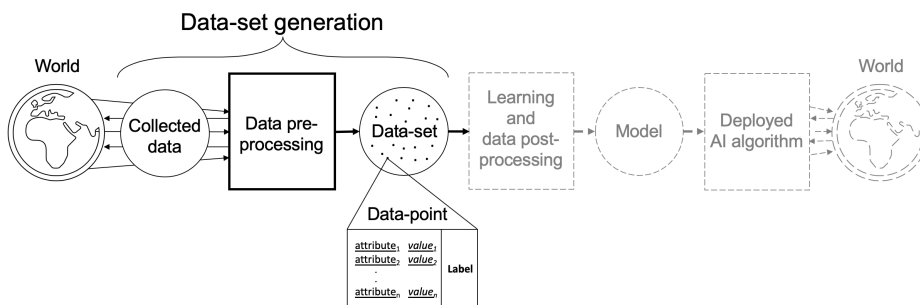 Data-set generation
World
Collected
data
Data pre-
processing
Data-set
Learning
and
data post-
processing
Model
Deployed
AI algorithm
World
Data-point
attribute₁ value₁
attribute₂ value₂
.
.
attributeₙ valueₙ
Label